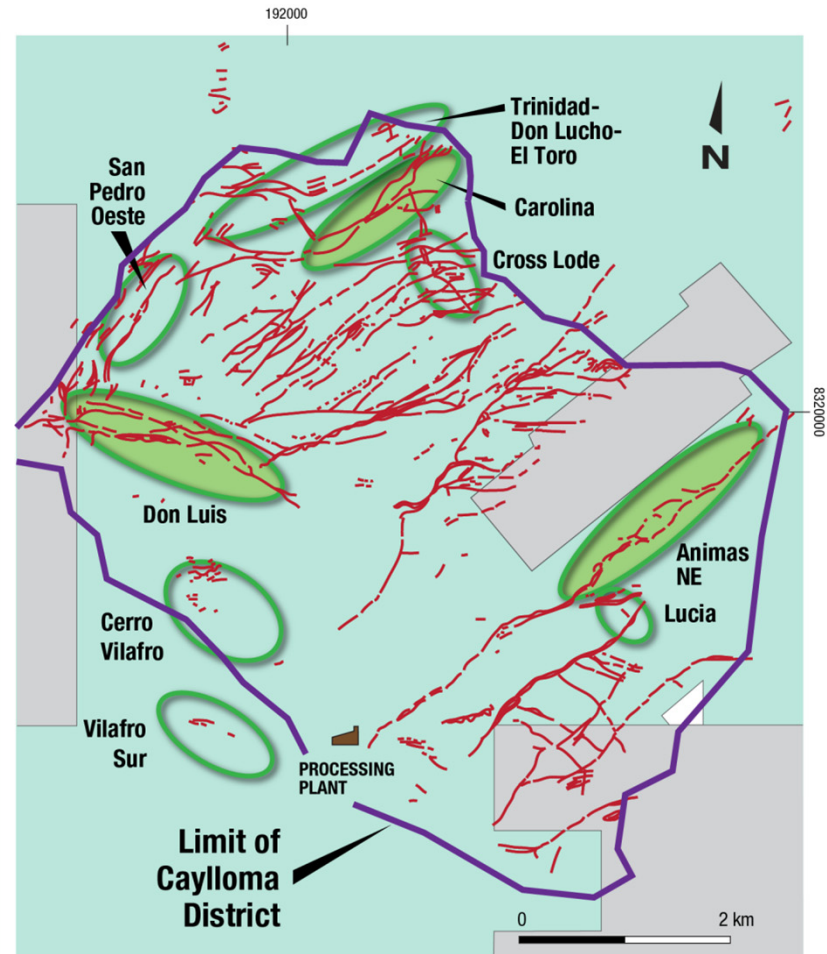 192000
Trinidad-
Don Lucho-
El Toro
N
San
Pedro
Oeste
Carolina
Cross Lode
8320000
Don Luis
Animas
NE
Lucia
Cerro
Vilafro
Vilafro
Sur
PROCESSING
PLANT
Limit of
Caylloma
District
0 2 km